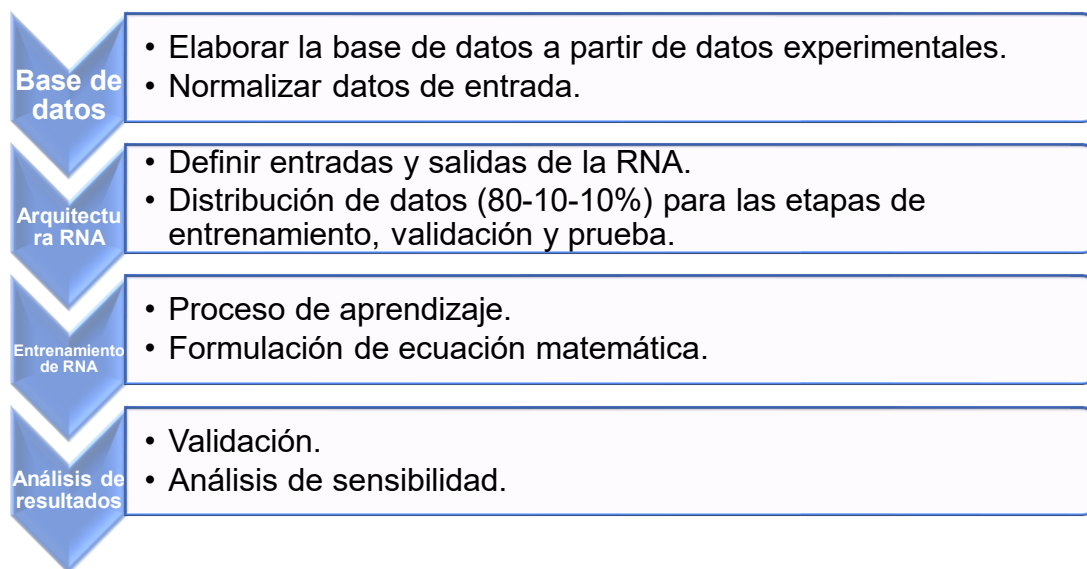 Base de
datos
• Elaborar la base de datos a partir de datos experimentales.
• Normalizar datos de entrada.
Arquitectu
ra RNA
• Definir entradas y salidas de la RNA.
• Distribución de datos (80-10-10%) para las etapas de
entrenamiento, validación y prueba.
Entrenamiento
de RNA
• Proceso de aprendizaje.
• Formulación de ecuación matemática.
Análisis de
resultados
• Validación.
• Análisis de sensibilidad.